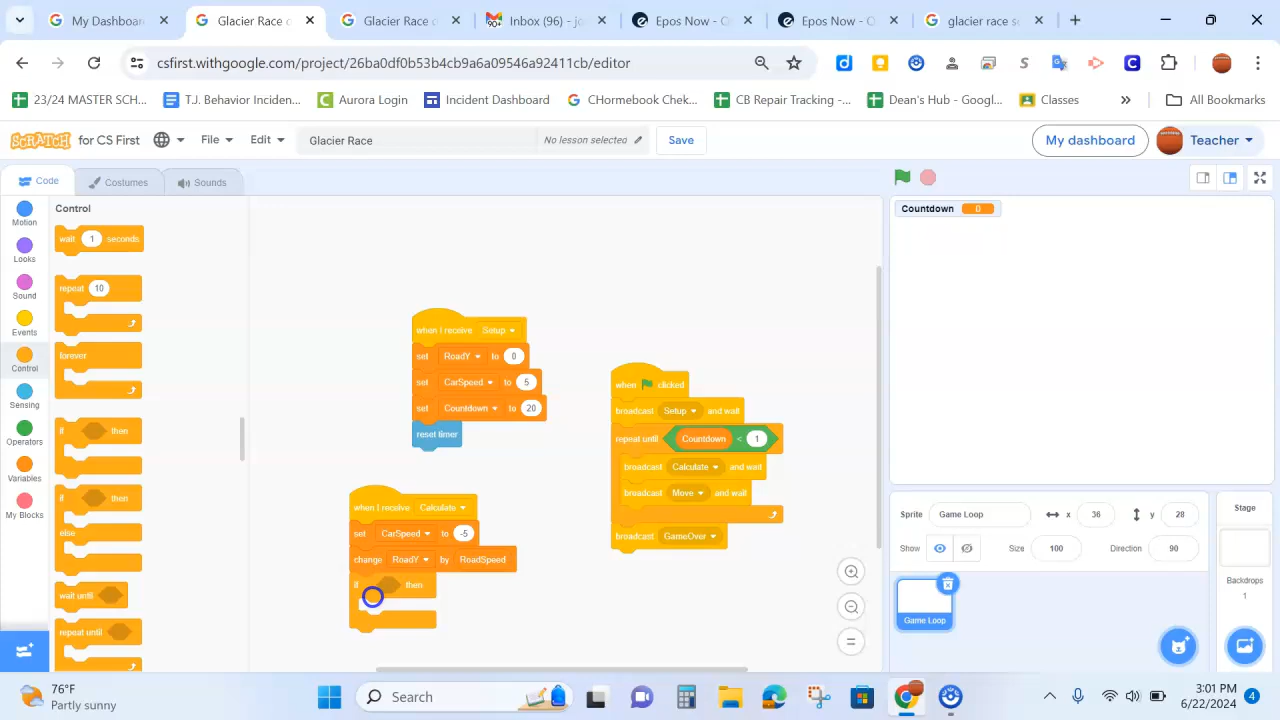 My Dashboard
Glacier Race c
Glacier Race c
Inbox (96) - jo
Epos Now - Q
Epos Now - Q
glacier race s
csfirst.withgoogle.com/project/26ba0df0b53b4cb9b6a0954a92411cb/editor
23/24 MASTER SCH...
T.J. Behavior Inciden...
Aurora Login
Incident Dashboard
CHormebook Chek...
CB Repair Tracking -...
Dean's Hub - Googl...
Classes
All Bookmarks
SCRATCH for CS First
File
Edit
Glacier Race
No lesson selected
Save
My dashboard
Teacher
Code
Costumes
Sounds
Motion
Looks
Sound
Events
Control
Sensing
Operators
Variables
My Blocks
Control
wait 1 seconds
repeat 10
forever
if then
if then
else
wait until
repeat until
when I receive Setup
set RoadY to 0
set CarSpeed to 5
set Countdown to 20
reset timer
when I receive Calculate
set CarSpeed to -5
change RoadY by RoadSpeed
if then
when clicked
broadcast Setup and wait
repeat until Countdown < 1
broadcast Calculate and wait
broadcast Move and wait
broadcast GameOver
Countdown 0
Sprite Game Loop x 36 y 28
Show Size 100 Direction 90
Game Loop
Stage
Backdrops
1
76°F
Partly sunny
Search
3:01 PM
6/22/2024
4